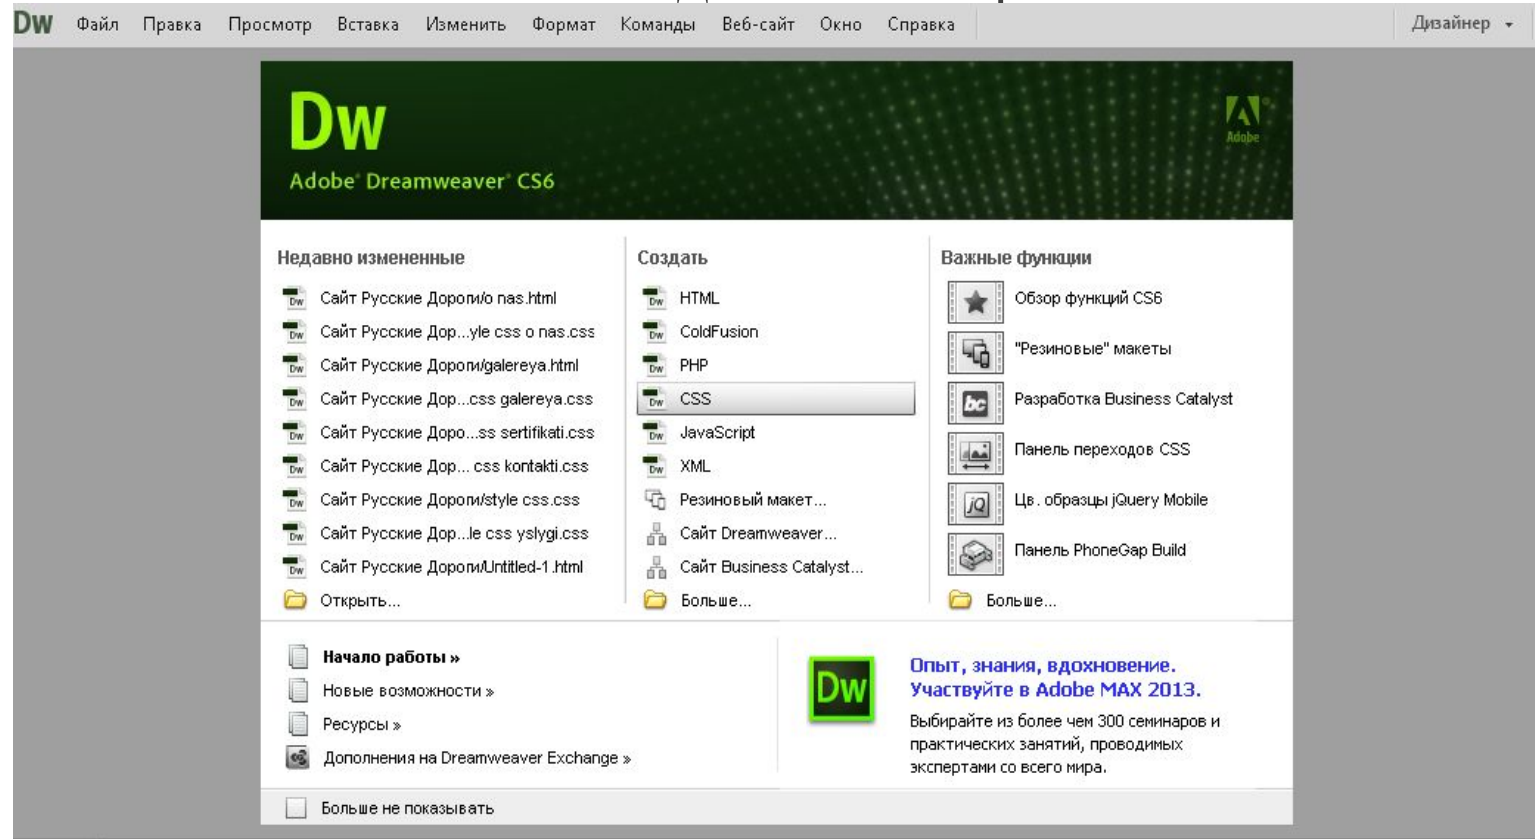 Dw Файл Правка Просмотр Вставка Изменить Формат Команды Веб-сайт Окно Справка Дизайнер
Dw
Adobe
Adobe® Dreamweaver® CS6
Недавно измененные
Сайт Русские Дороги/o nas.html
Сайт Русские Дор...yle css o nas.css
Сайт Русские Дороги/galereya.html
Сайт Русские Дор...css galereya.css
Сайт Русские Доро...ss sertifikati.css
Сайт Русские Дор... css kontakti.css
Сайт Русские Дороги/style css.css
Сайт Русские Дор...le css yslygi.css
Сайт Русские Дороги/Untitled-1.html
Открыть...
Создать
HTML
ColdFusion
PHP
CSS
JavaScript
XML
Резиновый макет...
Сайт Dreamweaver...
Сайт Business Catalyst...
Больше...
Важные функции
Обзор функций CS6
"Резиновые" макеты
bc Разработка Business Catalyst
Панель переходов CSS
jQ Цв. образцы jQuery Mobile
Панель PhoneGap Build
Больше...
Начало работы »
Новые возможности »
Ресурсы »
Дополнения на Dreamweaver Exchange »
Dw
Опыт, знания, вдохновение.
Участвуйте в Adobe MAX 2013.
Выбирайте из более чем 300 семинаров и
практических занятий, проводимых
экспертами со всего мира.
Больше не показывать